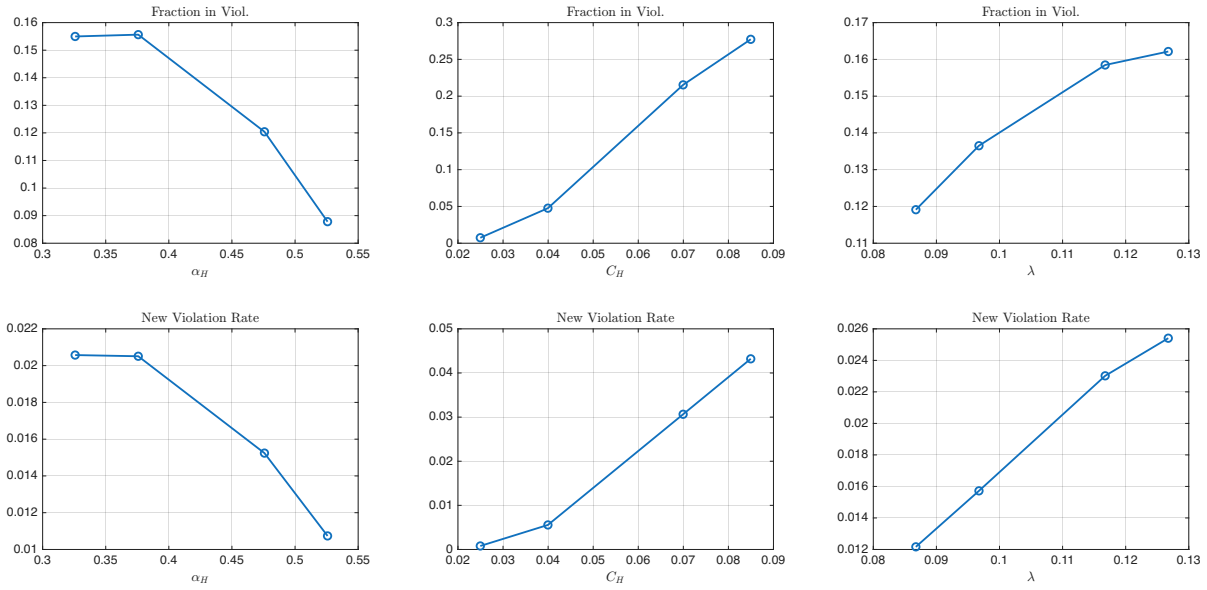 Fraction in Viol.
0.16
0.15
0.14
0.13
0.12
0.11
0.1
0.09
0.08
0.3 0.35 0.4 0.45 0.5 0.55
α_H
Fraction in Viol.
0.3
0.25
0.2
0.15
0.1
0.05
0
0.02 0.03 0.04 0.05 0.06 0.07 0.08 0.09
C_H
Fraction in Viol.
0.17
0.16
0.15
0.14
0.13
0.12
0.11
0.08 0.09 0.1 0.11 0.12 0.13
λ
New Violation Rate
0.022
0.02
0.018
0.016
0.014
0.012
0.01
0.3 0.35 0.4 0.45 0.5 0.55
α_H
New Violation Rate
0.05
0.04
0.03
0.02
0.01
0
0.02 0.03 0.04 0.05 0.06 0.07 0.08 0.09
C_H
New Violation Rate
0.026
0.024
0.022
0.02
0.018
0.016
0.014
0.012
0.08 0.09 0.1 0.11 0.12 0.13
λ